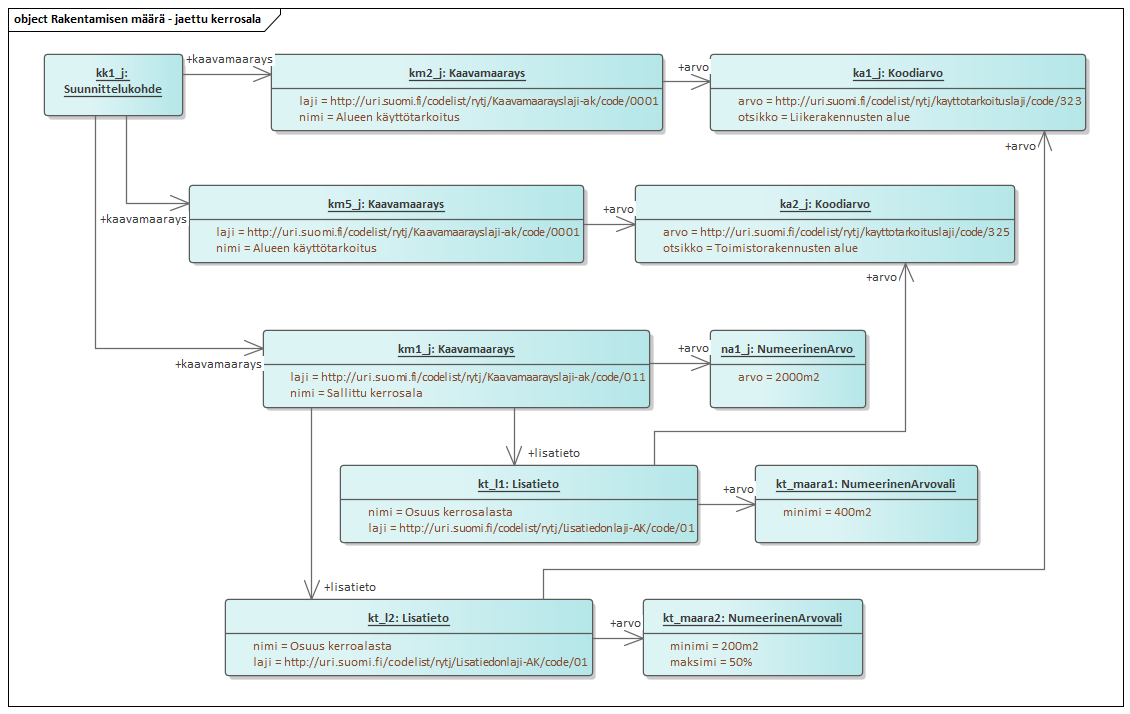 object Rakentamisen määrä - jaettu kerrosala
kk1_j:
Suunnittelukohde
+kaavamaarays
km2_j: Kaavamaarays
laji = http://uri.suomi.fi/codelist/rytj/Kaavamaarayslaji-ak/code/0001
nimi = Alueen käyttötarkoitus
+arvo
ka1_j: Koodiarvo
arvo = http://uri.suomi.fi/codelist/rytj/kayttotarkoituslaji/code/323
otsikko = Liikerakennusten alue
+arvo
+kaavamaarays
km5_j: Kaavamaarays
laji = http://uri.suomi.fi/codelist/rytj/Kaavamaarayslaji-ak/code/0001
nimi = Alueen käyttötarkoitus
+arvo
ka2_j: Koodiarvo
arvo = http://uri.suomi.fi/codelist/rytj/kayttotarkoituslaji/code/325
otsikko = Toimistorakennusten alue
+arvo
+kaavamaarays
km1_j: Kaavamaarays
laji = http://uri.suomi.fi/codelist/rytj/Kaavamaarayslaji-ak/code/011
nimi = Sallittu kerrosala
+arvo
na1_j: NumeerinenArvo
arvo = 2000m2
+lisatieto
kt_l1: Lisatieto
nimi = Osuus kerrosalasta
laji = http://uri.suomi.fi/codelist/rytj/Lisatiedonlaji-AK/code/01
+arvo
kt_maara1: NumeerinenArvovali
minimi = 400m2
+lisatieto
kt_l2: Lisatieto
nimi = Osuus kerroalasta
laji = http://uri.suomi.fi/codelist/rytj/Lisatiedonlaji-AK/code/01
+arvo
kt_maara2: NumeerinenArvovali
minimi = 200m2
maksimi = 50%